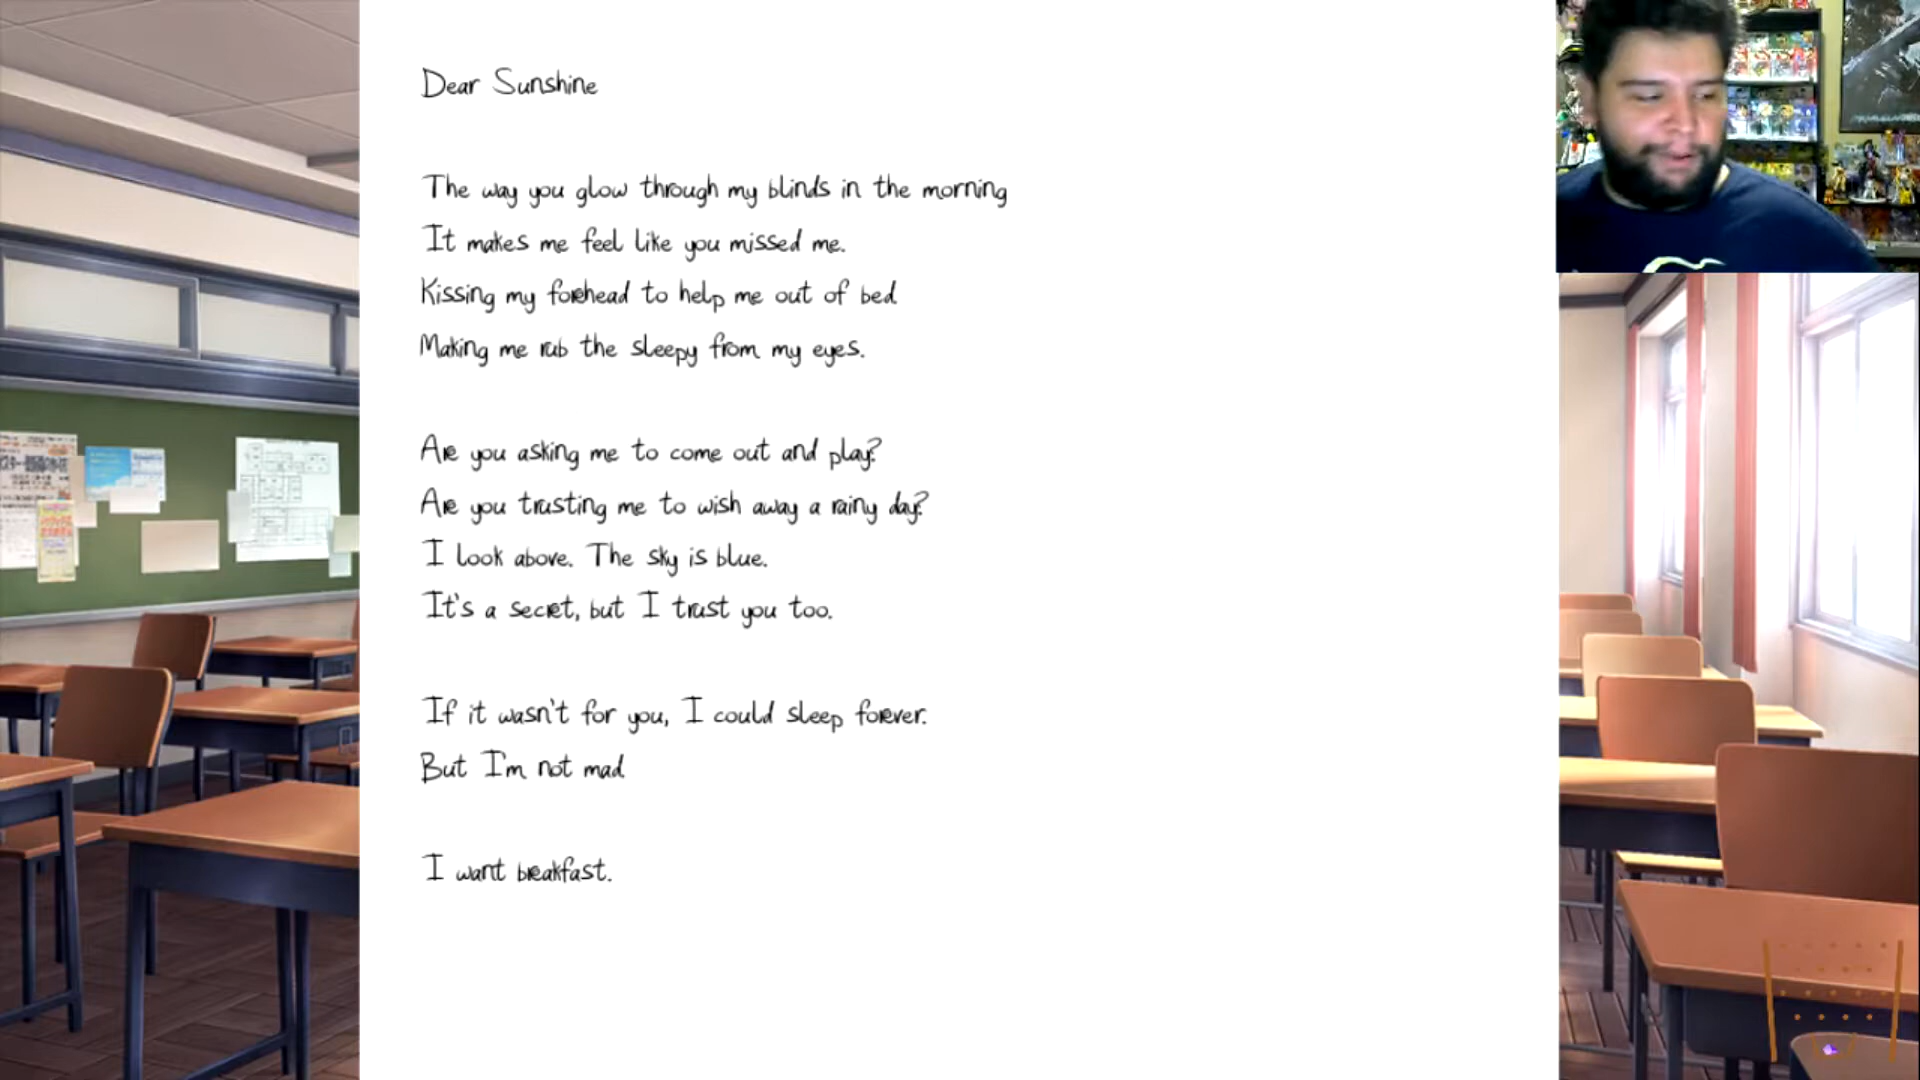 Dear Sunshine
The way you glow through my blinds in the morning
It makes me feel like you missed me.
Kissing my forehead to help me out of bed
Making me rub the sleepy from my eyes.
Are you asking me to come out and play?
Are you trusting me to wish away a rainy day?
I look above. The sky is blue.
It's a secret, but I trust you too.
If it wasn't for you, I could sleep forever.
But I'm not mad
I want breakfast.